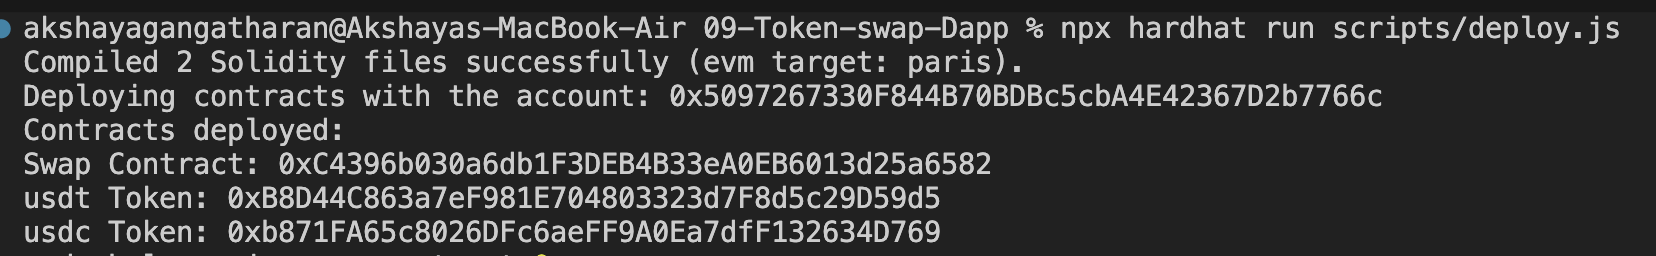 akshayagangatharan@Akshayas-MacBook-Air 09-Token-swap-Dapp % npx hardhat run scripts/deploy.js
Compiled 2 Solidity files successfully (evm target: paris).
Deploying contracts with the account: 0x5097267330F844B70BDBc5cbA4E42367D2b7766c
Contracts deployed:
Swap Contract: 0xC4396b030a6db1F3DEB4B33eA0EB6013d25a6582
usdt Token: 0xB8D44C863a7eF981E704803323d7F8d5c29D59d5
usdc Token: 0xb871FA65c8026DFc6aeFF9A0Ea7dfF132634D769